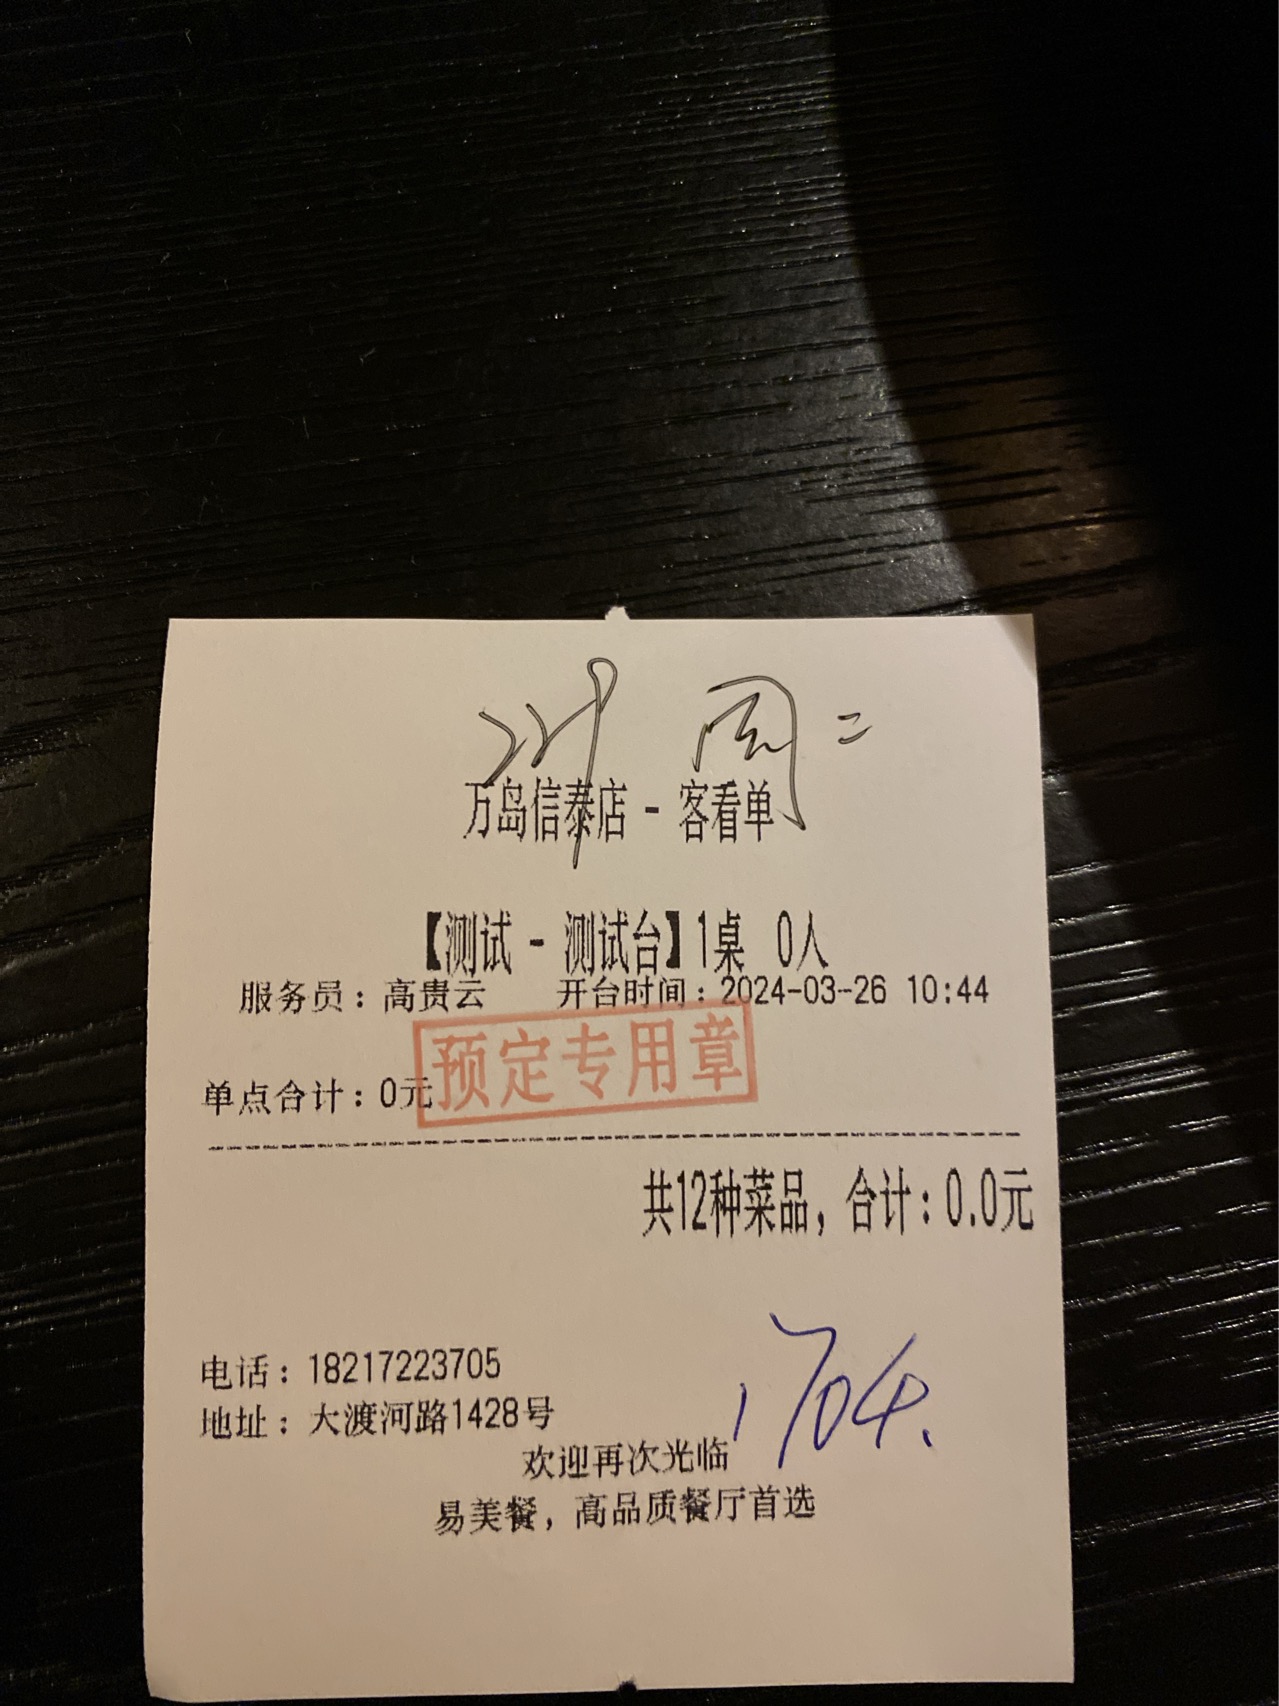 周二
万岛信泰店 - 客看单
【测试 - 测试台】1桌 0人
服务员：高贵云 开台时间：2024-03-26 10:44
预定专用章
单点合计：0元
共12种菜品，合计：0.0元
1704.
电话：18217223705
地址：大渡河路1428号
欢迎再次光临
易美餐，高品质餐厅首选